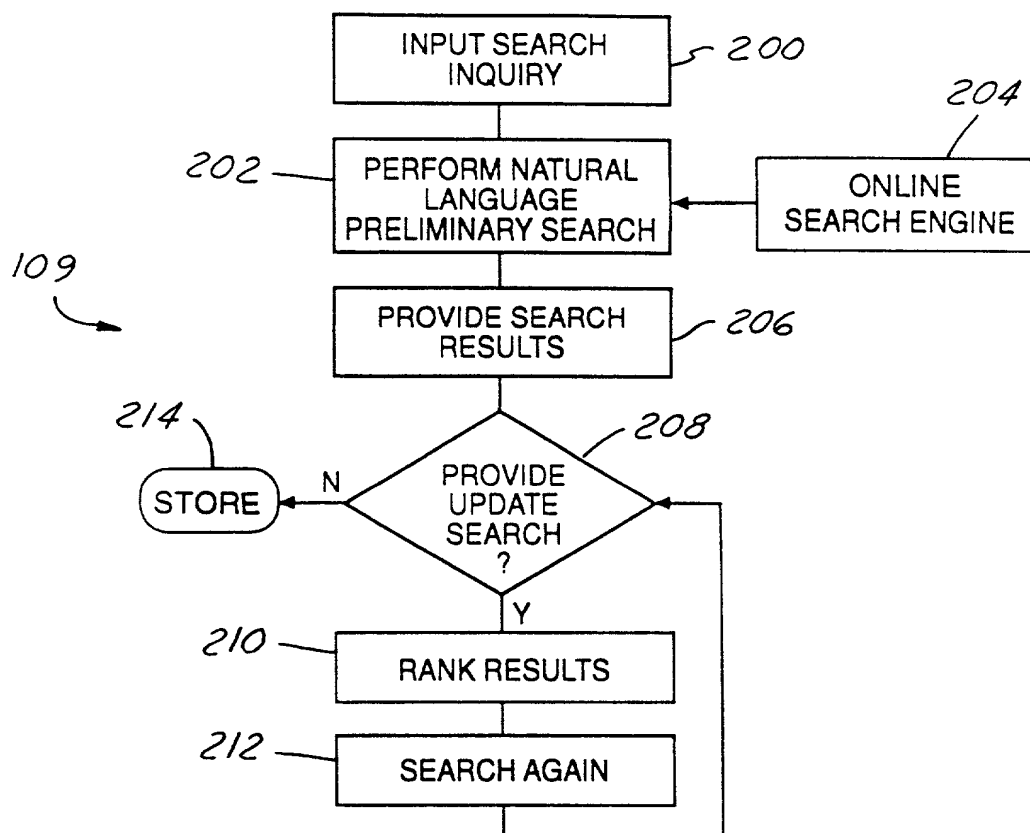 INPUT SEARCH
INQUIRY
200
204
202
PERFORM NATURAL
LANGUAGE
PRELIMINARY SEARCH
ONLINE
SEARCH ENGINE
109
PROVIDE SEARCH
RESULTS
206
214
208
STORE
N
PROVIDE
UPDATE
SEARCH
?
Y
210
RANK RESULTS
212
SEARCH AGAIN